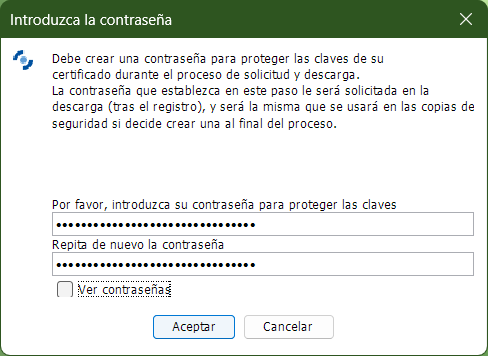 Introduzca la contraseña
Debe crear una contraseña para proteger las claves de su
certificado durante el proceso de solicitud y descarga.
La contraseña que establezca en este paso le será solicitada en la
descarga (tras el registro), y será la misma que se usará en las copias de
seguridad si decide crear una al final del proceso.
Por favor, introduzca su contraseña para proteger las claves
••••••••••••••••••••••••••••••••
Repita de nuevo la contraseña
••••••••••••••••••••••••••••••••
Ver contraseñas
Aceptar
Cancelar